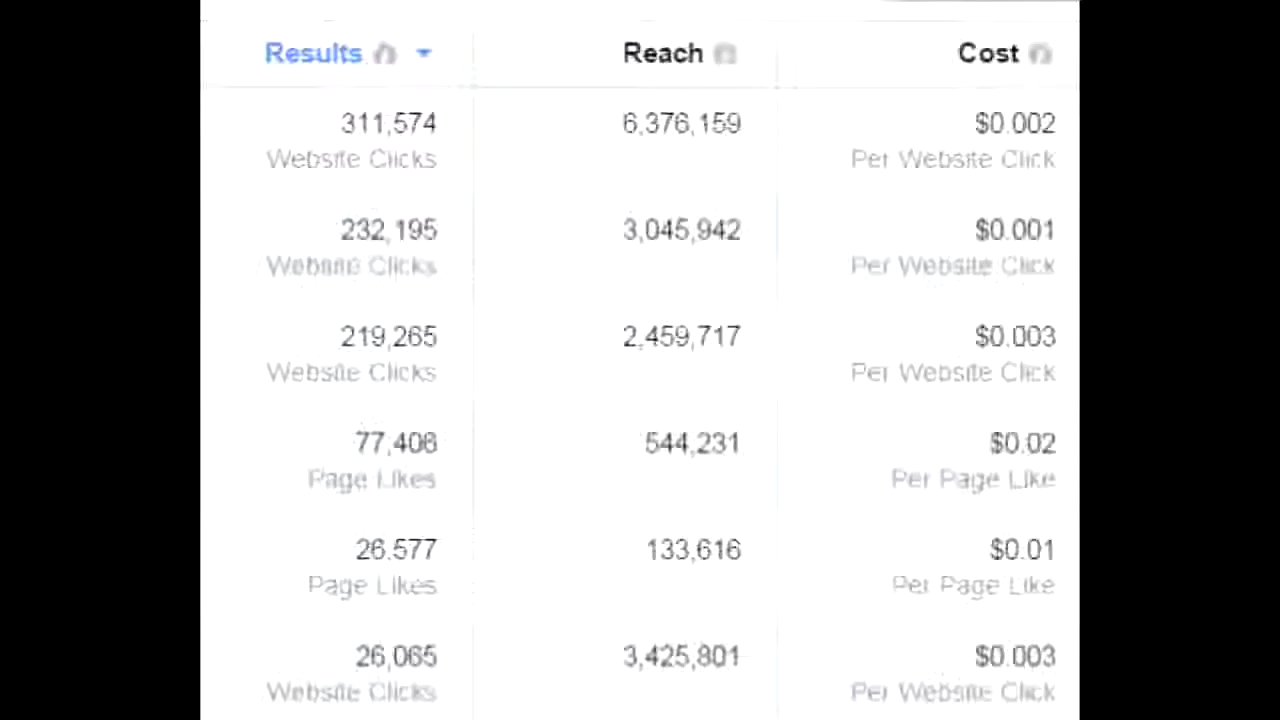 Results Reach Cost
311,574 6,376,159 $0.002
Website Clicks Per Website Click
232,195 3,045,942 $0.001
Website Clicks Per Website Click
219,265 2,459,717 $0.003
Website Clicks Per Website Click
77,406 544,231 $0.02
Page Likes Per Page Like
26,577 133,616 $0.01
Page Likes Per Page Like
26,065 3,425,801 $0.003
Website Clicks Per Website Click